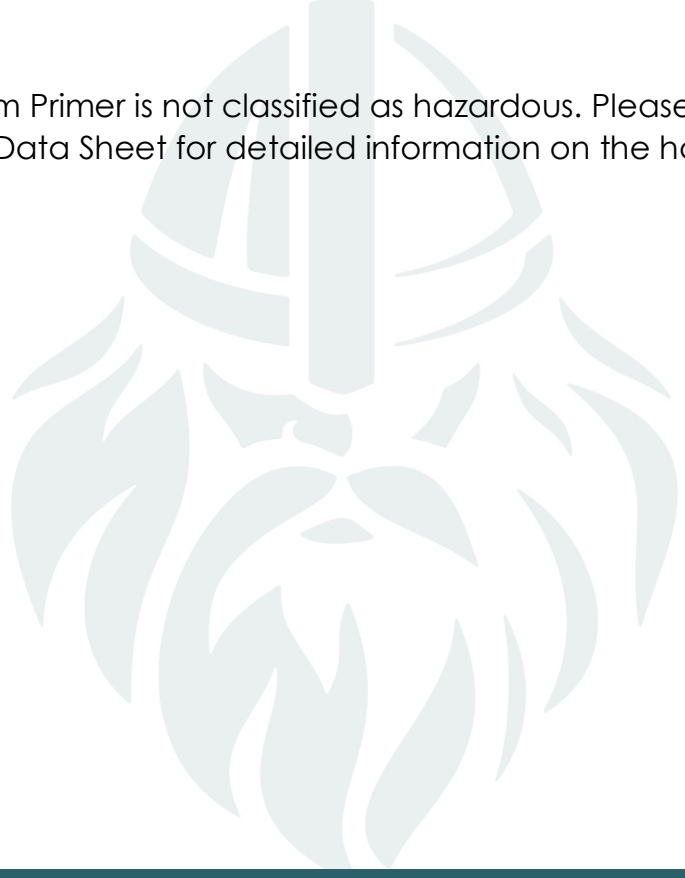 m Primer is not classified as hazardous. Please
Data Sheet for detailed information on the ha